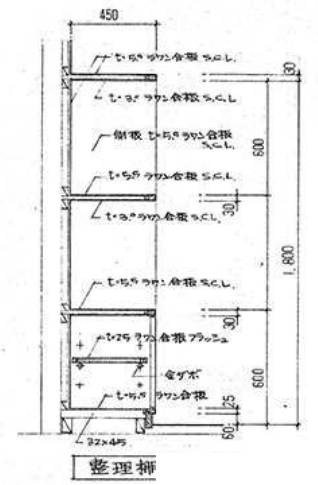 450
t=5.5 ラワン合板 S.C.L.
30
t=3.0 ラワン合板 S.C.L
側板 t=5.5 ラワン合板
S.C.L.
600
t=5.5 ラワン合板 S.C.L.
t=3.0 ラワン合板 S.C.L.
30
1,800
t=5.5 ラワン合板 S.C.L.
30
t=25 ラワン合板フラッシュ
金ダボ
600
t=5.5 ラワン合板
25
60
32×45
整理棚